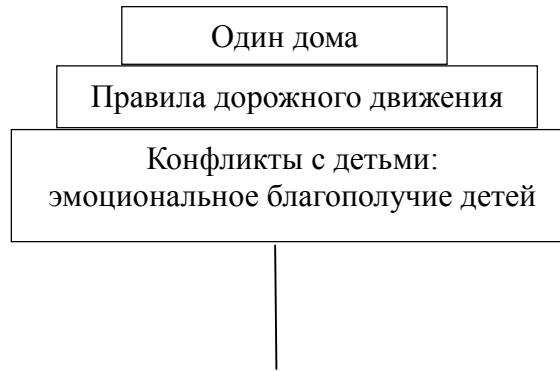 Один дома
Правила дорожного движения
Конфликты с детьми:
эмоциональное благополучие детей